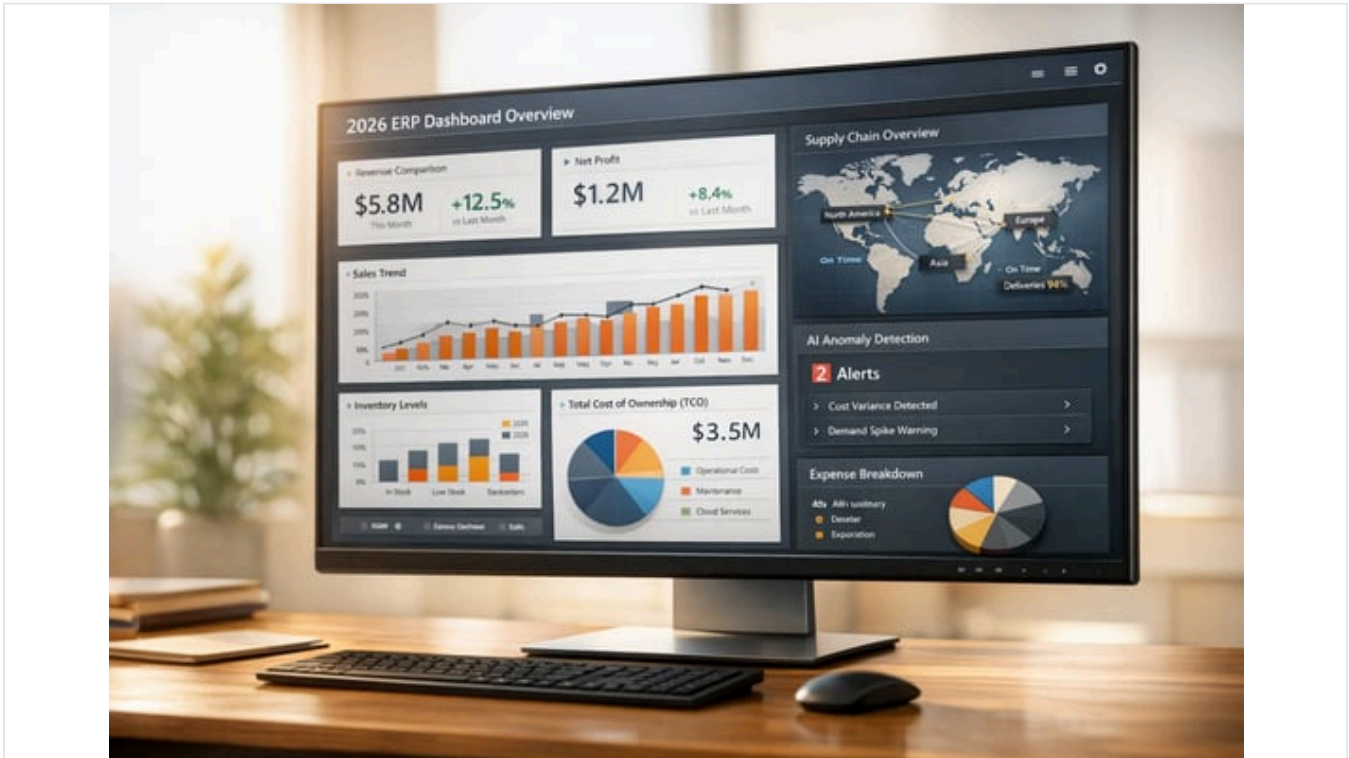 2026 ERP Dashboard Overview
Revenue Comparison
$5.8M
+12.5%
This Month
vs Last Month
Net Profit
$1.2M
+8.4%
vs Last Month
Sales Trend
Inventory Levels
In Stock
Low Stock
Total Cost of Ownership (TCO)
$3.5M
Operational Costs
Maintenance
Cloud Services
Supply Chain Overview
North America
Europe
Asia
On Time
On Time
Deliveries 94%
AI Anomaly Detection
2 Alerts
Cost Variance Detected
Demand Spike Warning
Expense Breakdown